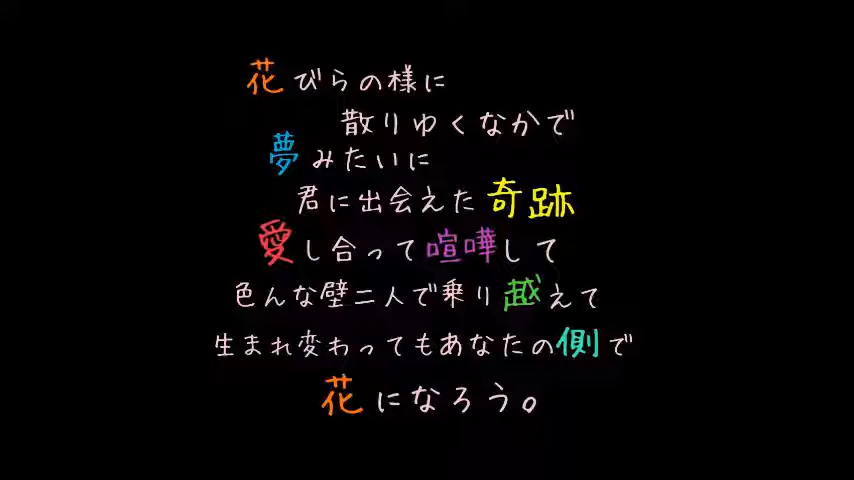 花びらの様に
散りゆくなかで
夢みたいに
君に出会えた奇跡
愛し合って喧嘩して
色んな壁二人で乗り越えて
生まれ変わってもあなたの側で
花になろう。